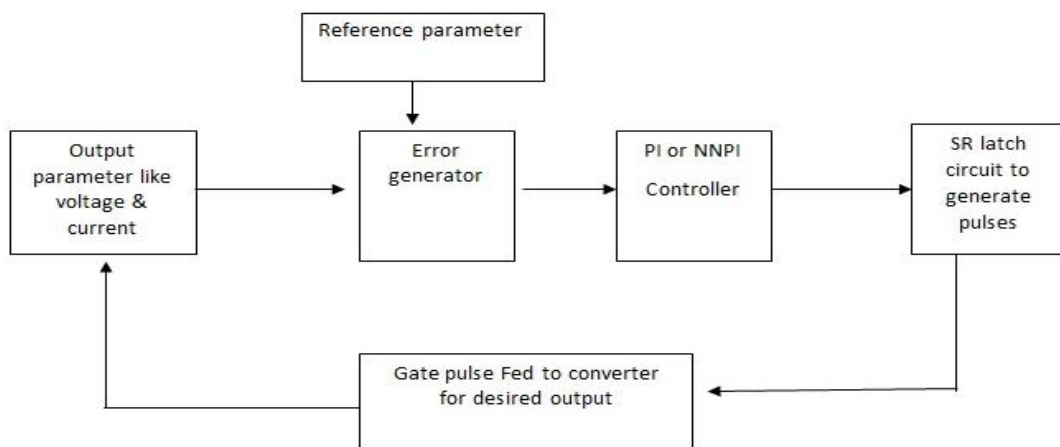 Reference parameter
Output
parameter like
voltage &
current
Error
generator
PI or NNPI
Controller
SR latch
circuit to
generate
pulses
Gate pulse Fed to converter
for desired output